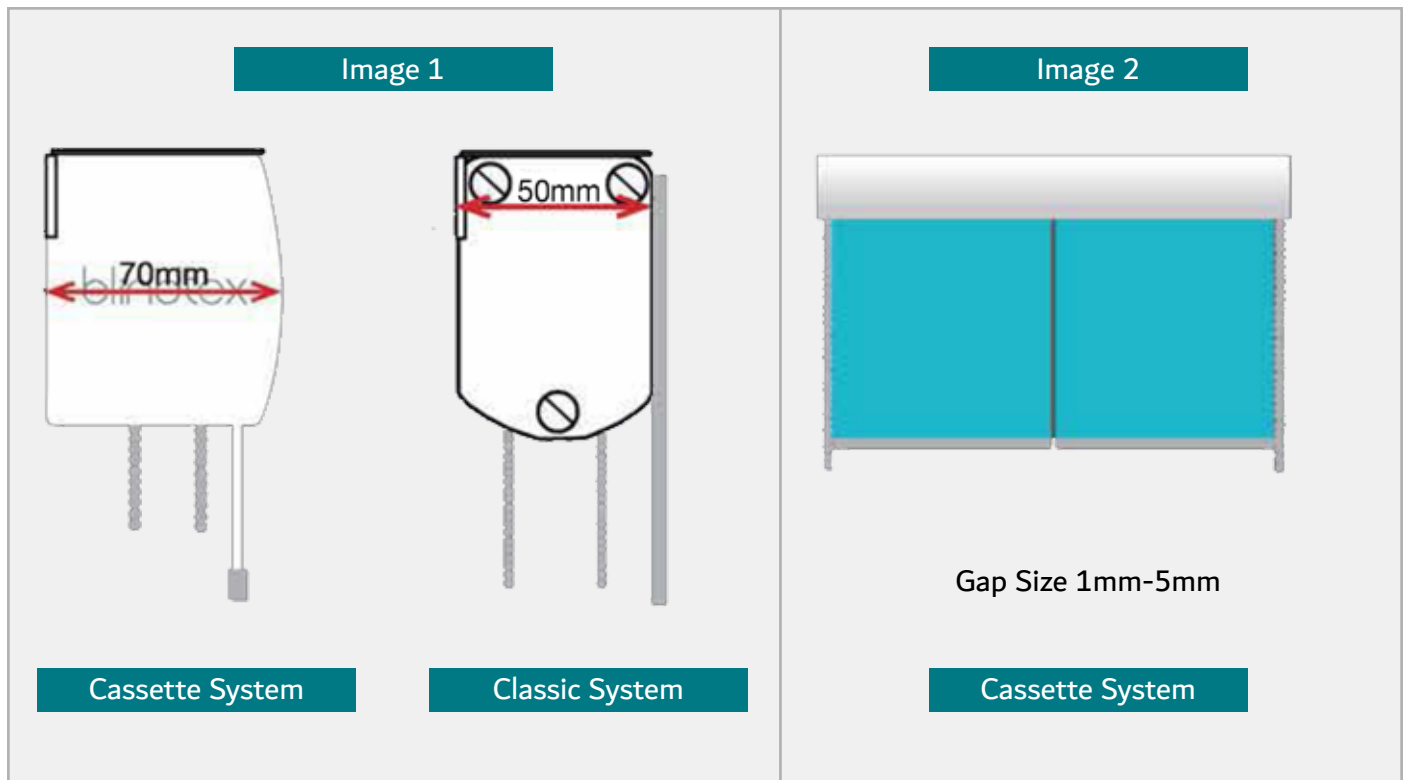 Image 1
Image 2
50mm
70mm
Gap Size 1mm-5mm
Cassette System
Classic System
Cassette System